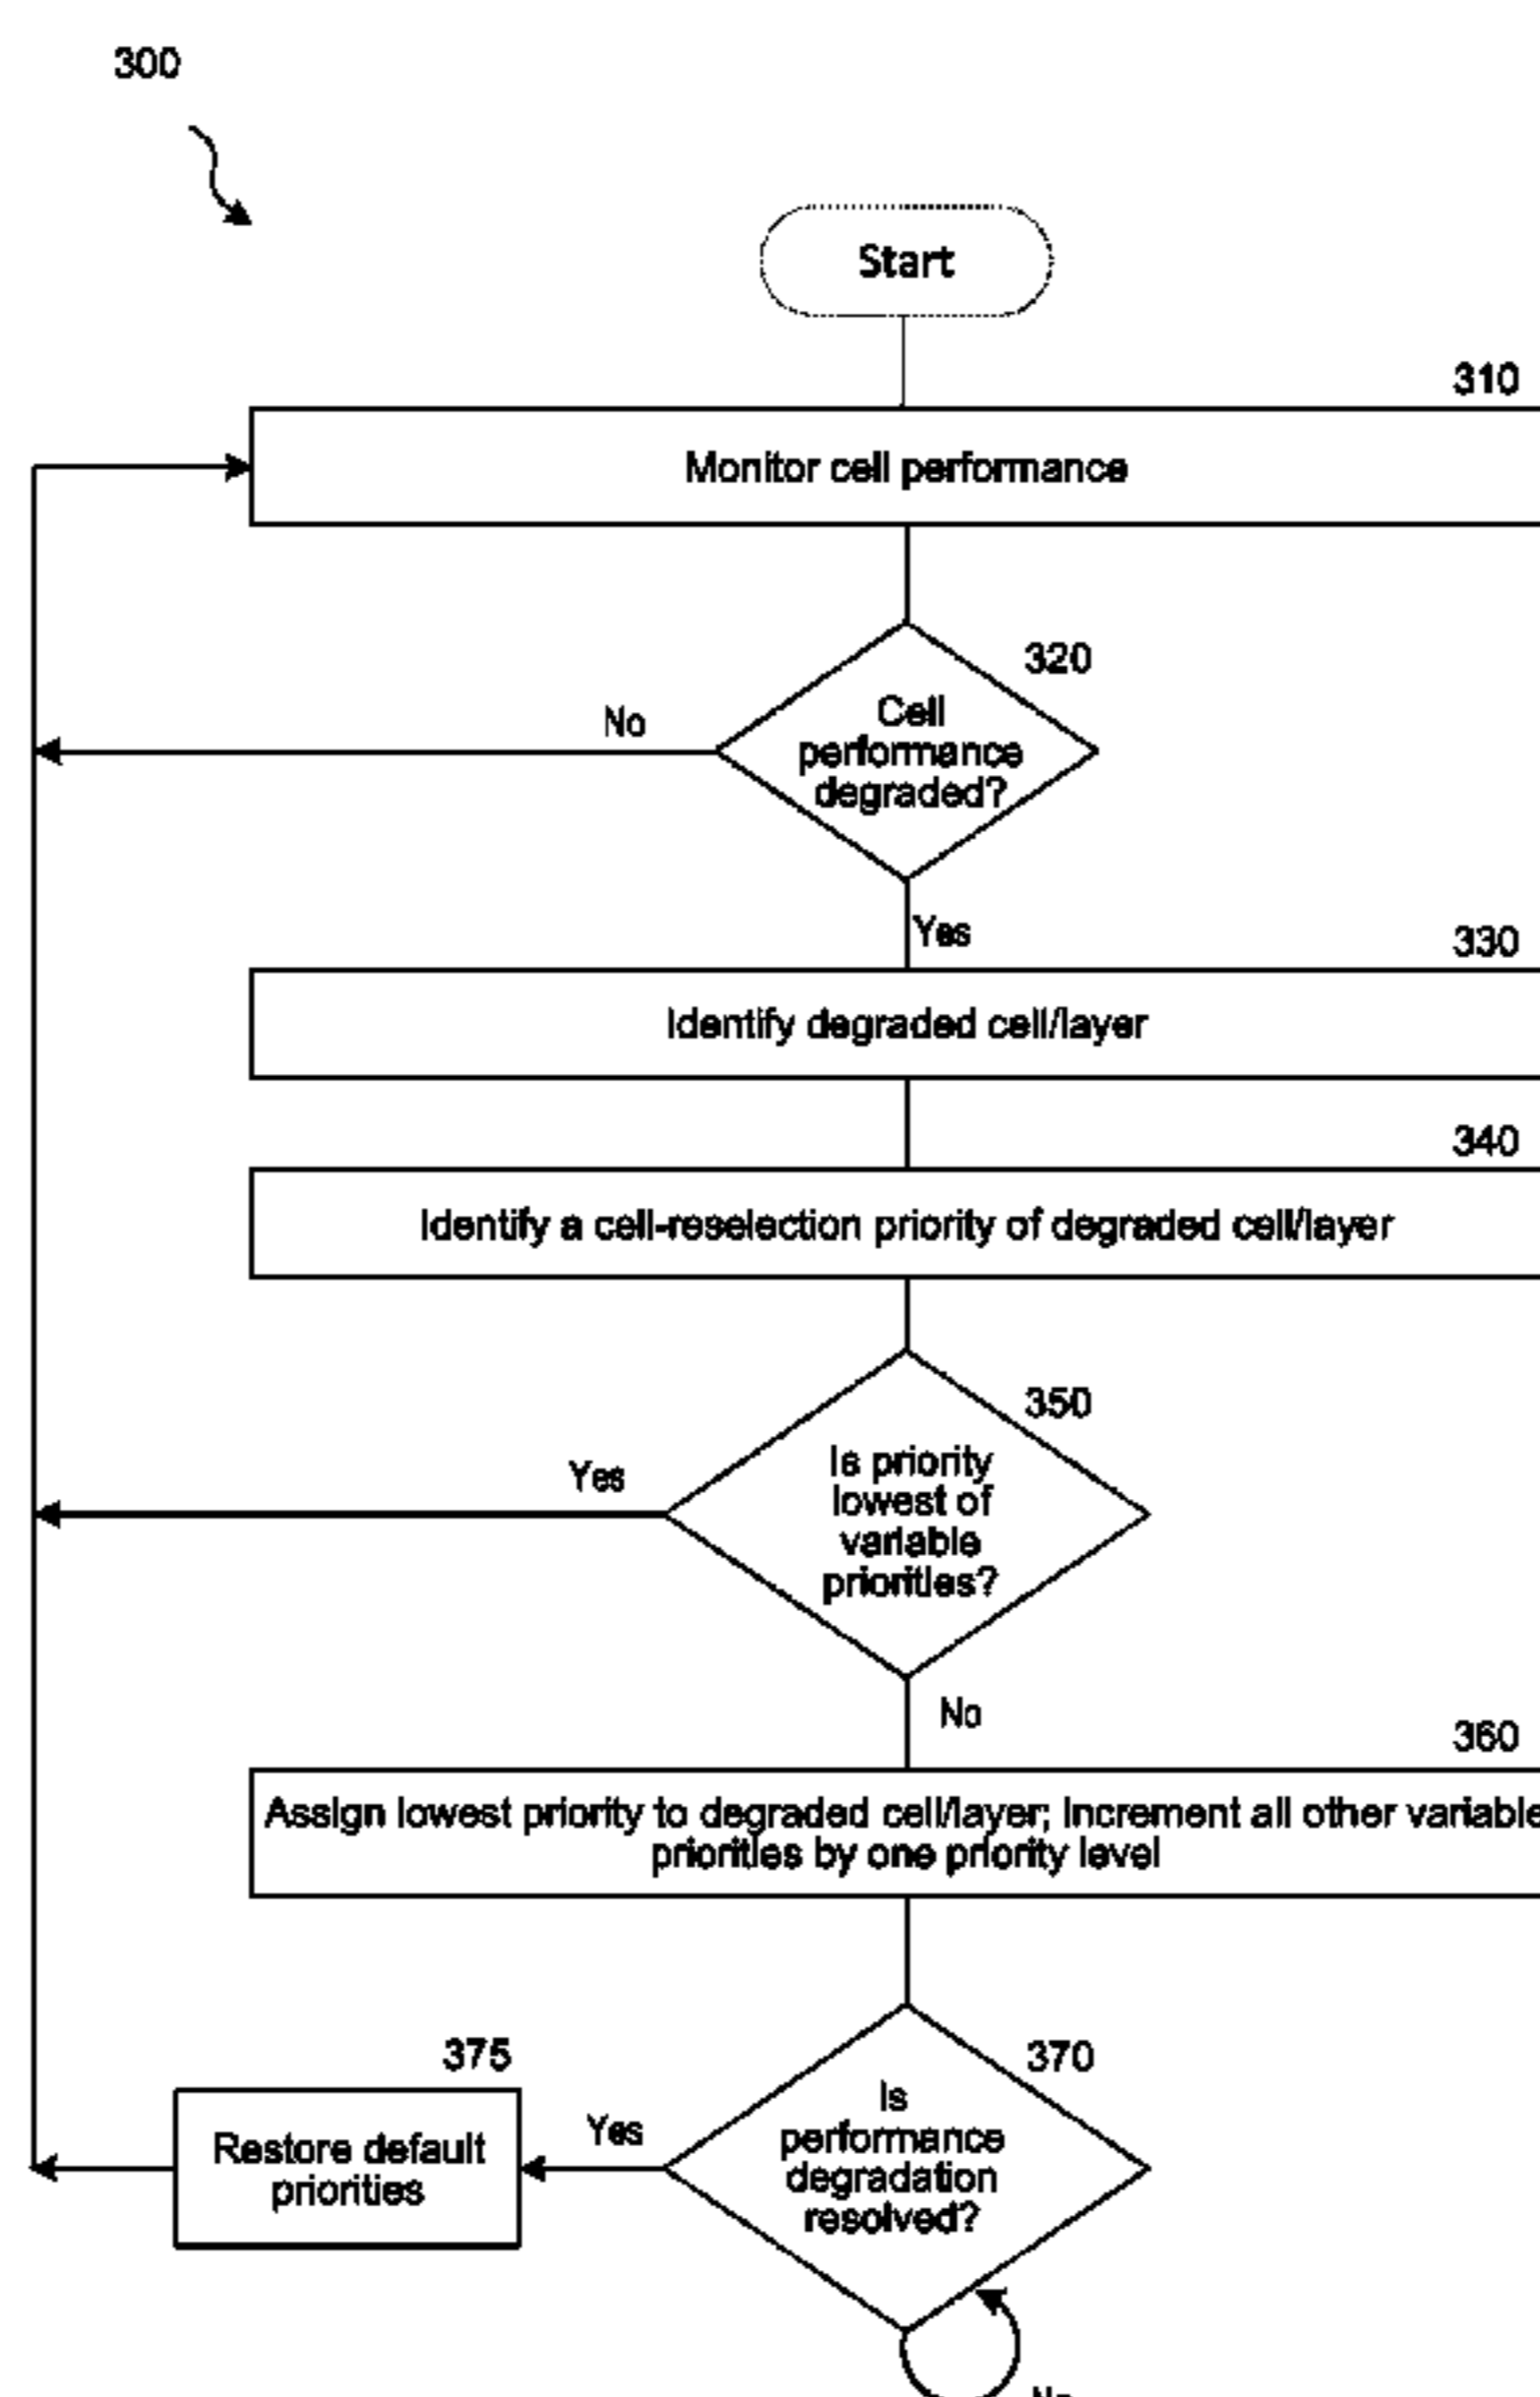 300
Start
310
Monitor cell performance
320
Cell
performance
degraded?
No
Yes
330
Identify degraded cell/layer
340
Identify a cell-reselection priority of degraded cell/layer
350
Is priority
lowest of
variable
priorities?
Yes
No
360
Assign lowest priority to degraded cell/layer; increment all other variable
priorities by one priority level
370
Is
performance
degradation
resolved?
Yes
375
Restore default
priorities
No